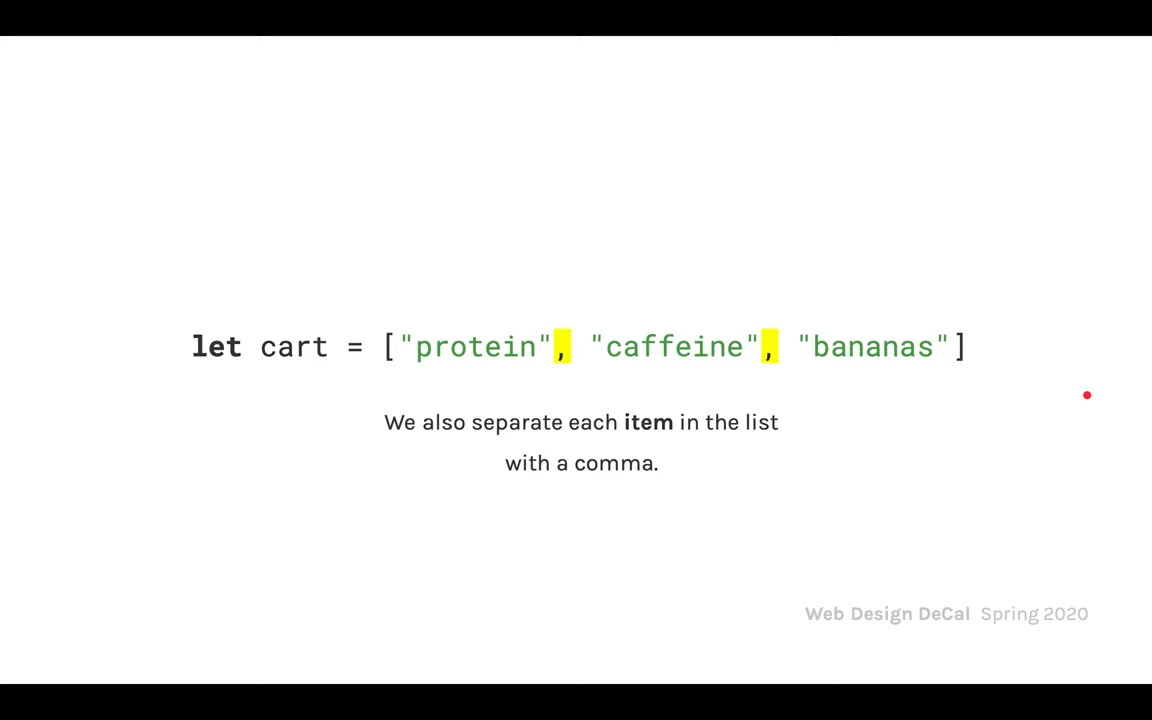 let cart = ["protein", "caffeine", "bananas"]
We also separate each item in the list
with a comma.
Web Design DeCal Spring 2020